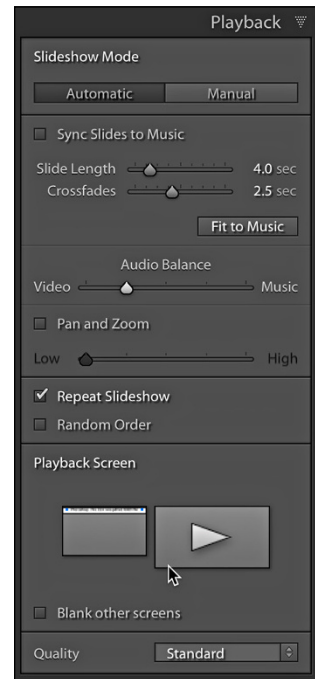 Playback
Slideshow Mode
Automatic Manual
Sync Slides to Music
Slide Length 4.0 sec
Crossfades 2.5 sec
Fit to Music
Audio Balance
Video Music
Pan and Zoom
Low High
Repeat Slideshow
Random Order
Playback Screen
Blank other screens
Quality Standard